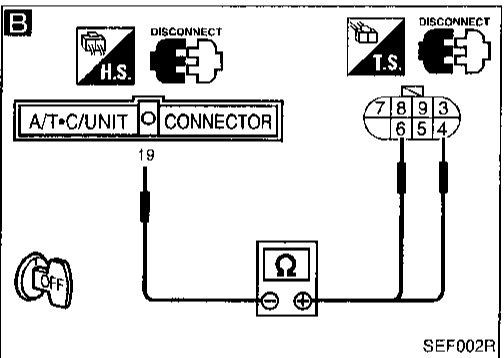 B
DISCONNECT
H.S.
DISCONNECT
T.S.
A/T•C/UNIT CONNECTOR
19
7 8 9 3
6 5 4
OFF
Ω
⊖ ⊕
SEF002R